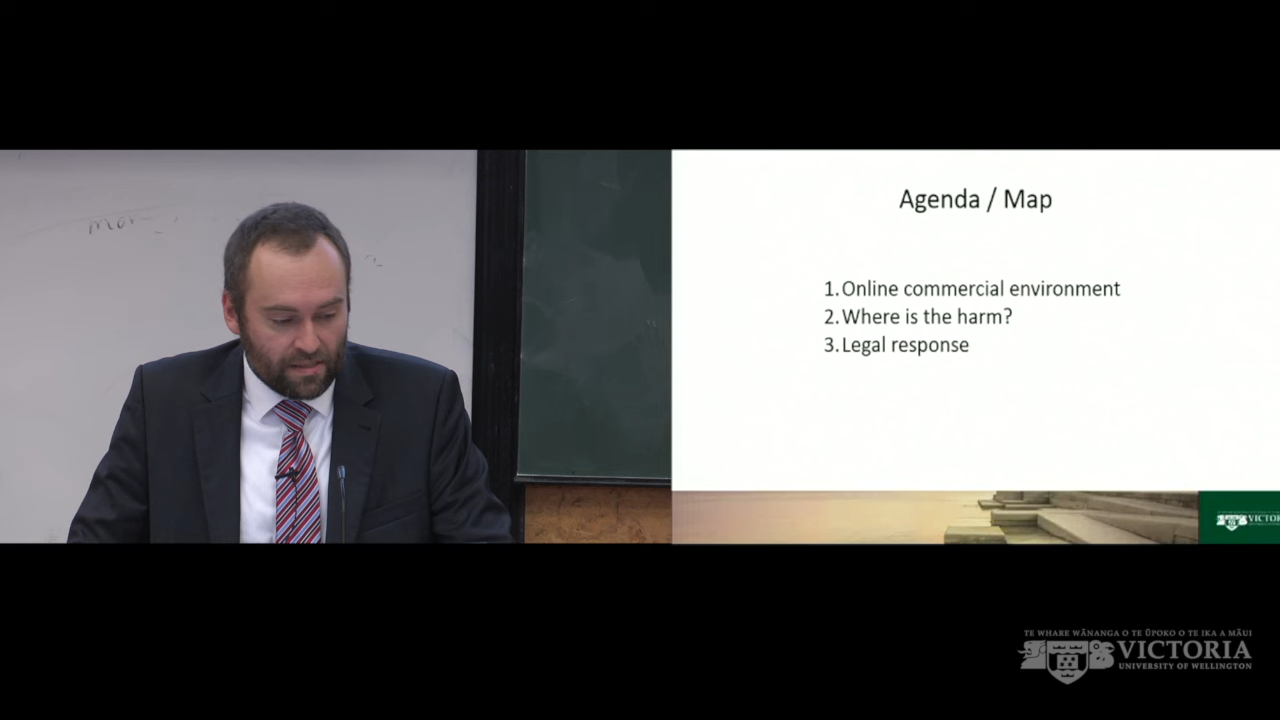 Agenda / Map
1.Online commercial environment
2.Where is the harm?
3.Legal response
TE WHARE WĀNANGA O TE ŪPOKO O TE IKA A MĀUI
VICTORIA
UNIVERSITY OF WELLINGTON